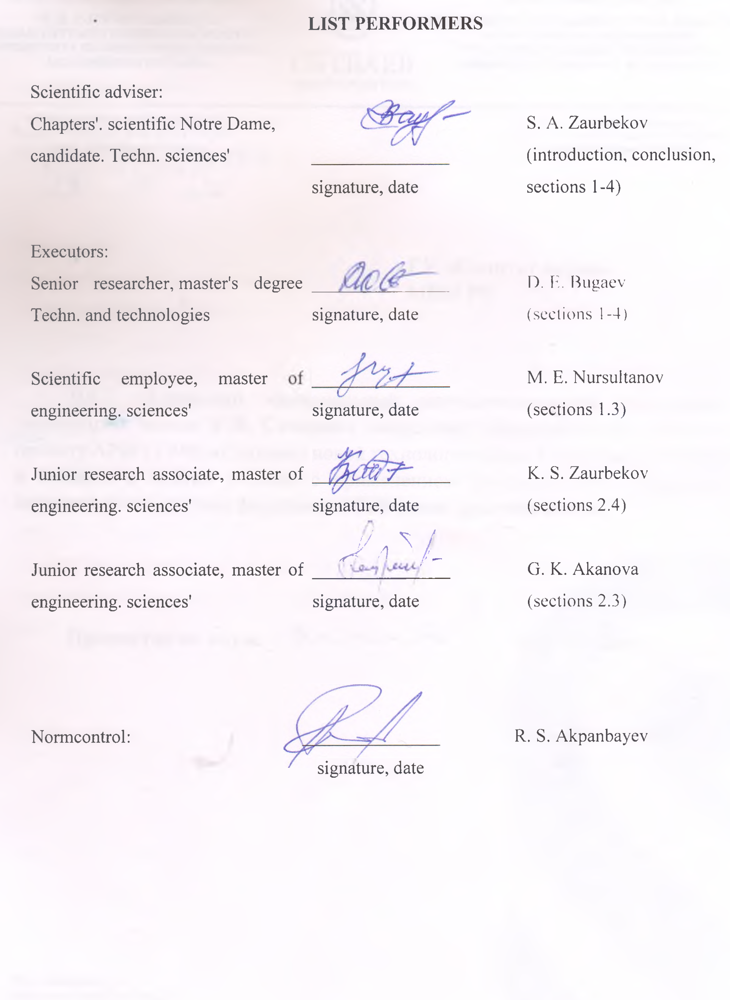 LIST PERFORMERS
Scientific adviser:
Chapters'. scientific Notre Dame, S. A. Zaurbekov
candidate. Techn. sciences' (introduction, conclusion,
signature, date sections 1-4)
Executors:
Senior researcher, master's degree D. E. Bugaev
Techn. and technologies signature, date (sections 1-4)
Scientific employee, master of M. E. Nursultanov
engineering. sciences' signature, date (sections 1.3)
Junior research associate, master of K. S. Zaurbekov
engineering. sciences' signature, date (sections 2.4)
Junior research associate, master of G. K. Akanova
engineering. sciences' signature, date (sections 2.3)
Normcontrol: R. S. Akpanbayev
signature, date